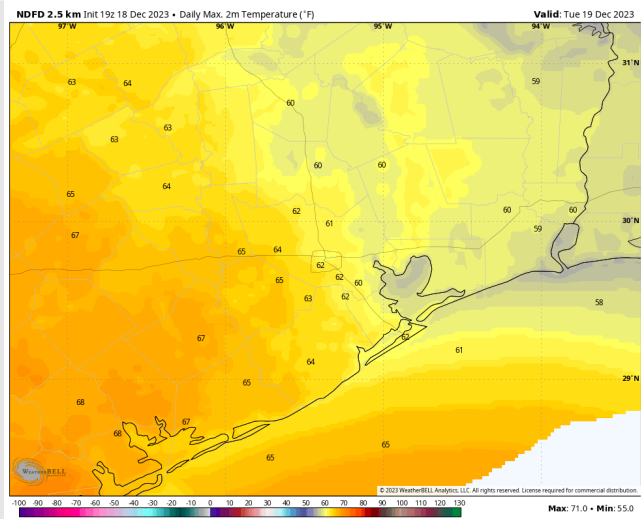 NDFD 2.5 km Init 19z 18 Dec 2023 • Daily Max. 2m Temperature (°F)
Valid: Tue 19 Dec 2023
97°W 96°W 95°W 94°W
31°N
63 64 59
60
63
63
60 60
64
65
62 60 60
61 59
67
65 64
62
62
65 60
63 62
58
67 62
61
64
65 29°N
68
67
68
65
65
30°N
WEATHERBELL
© 2023 WeatherBELL Analytics, LLC. All rights reserved. License required for commercial distribution.
-100 -90 -80 -70 -60 -50 -40 -30 -20 -10 0 10 20 30 40 50 60 70 80 90 100 110 120 130
Max: 71.0 • Min: 55.0